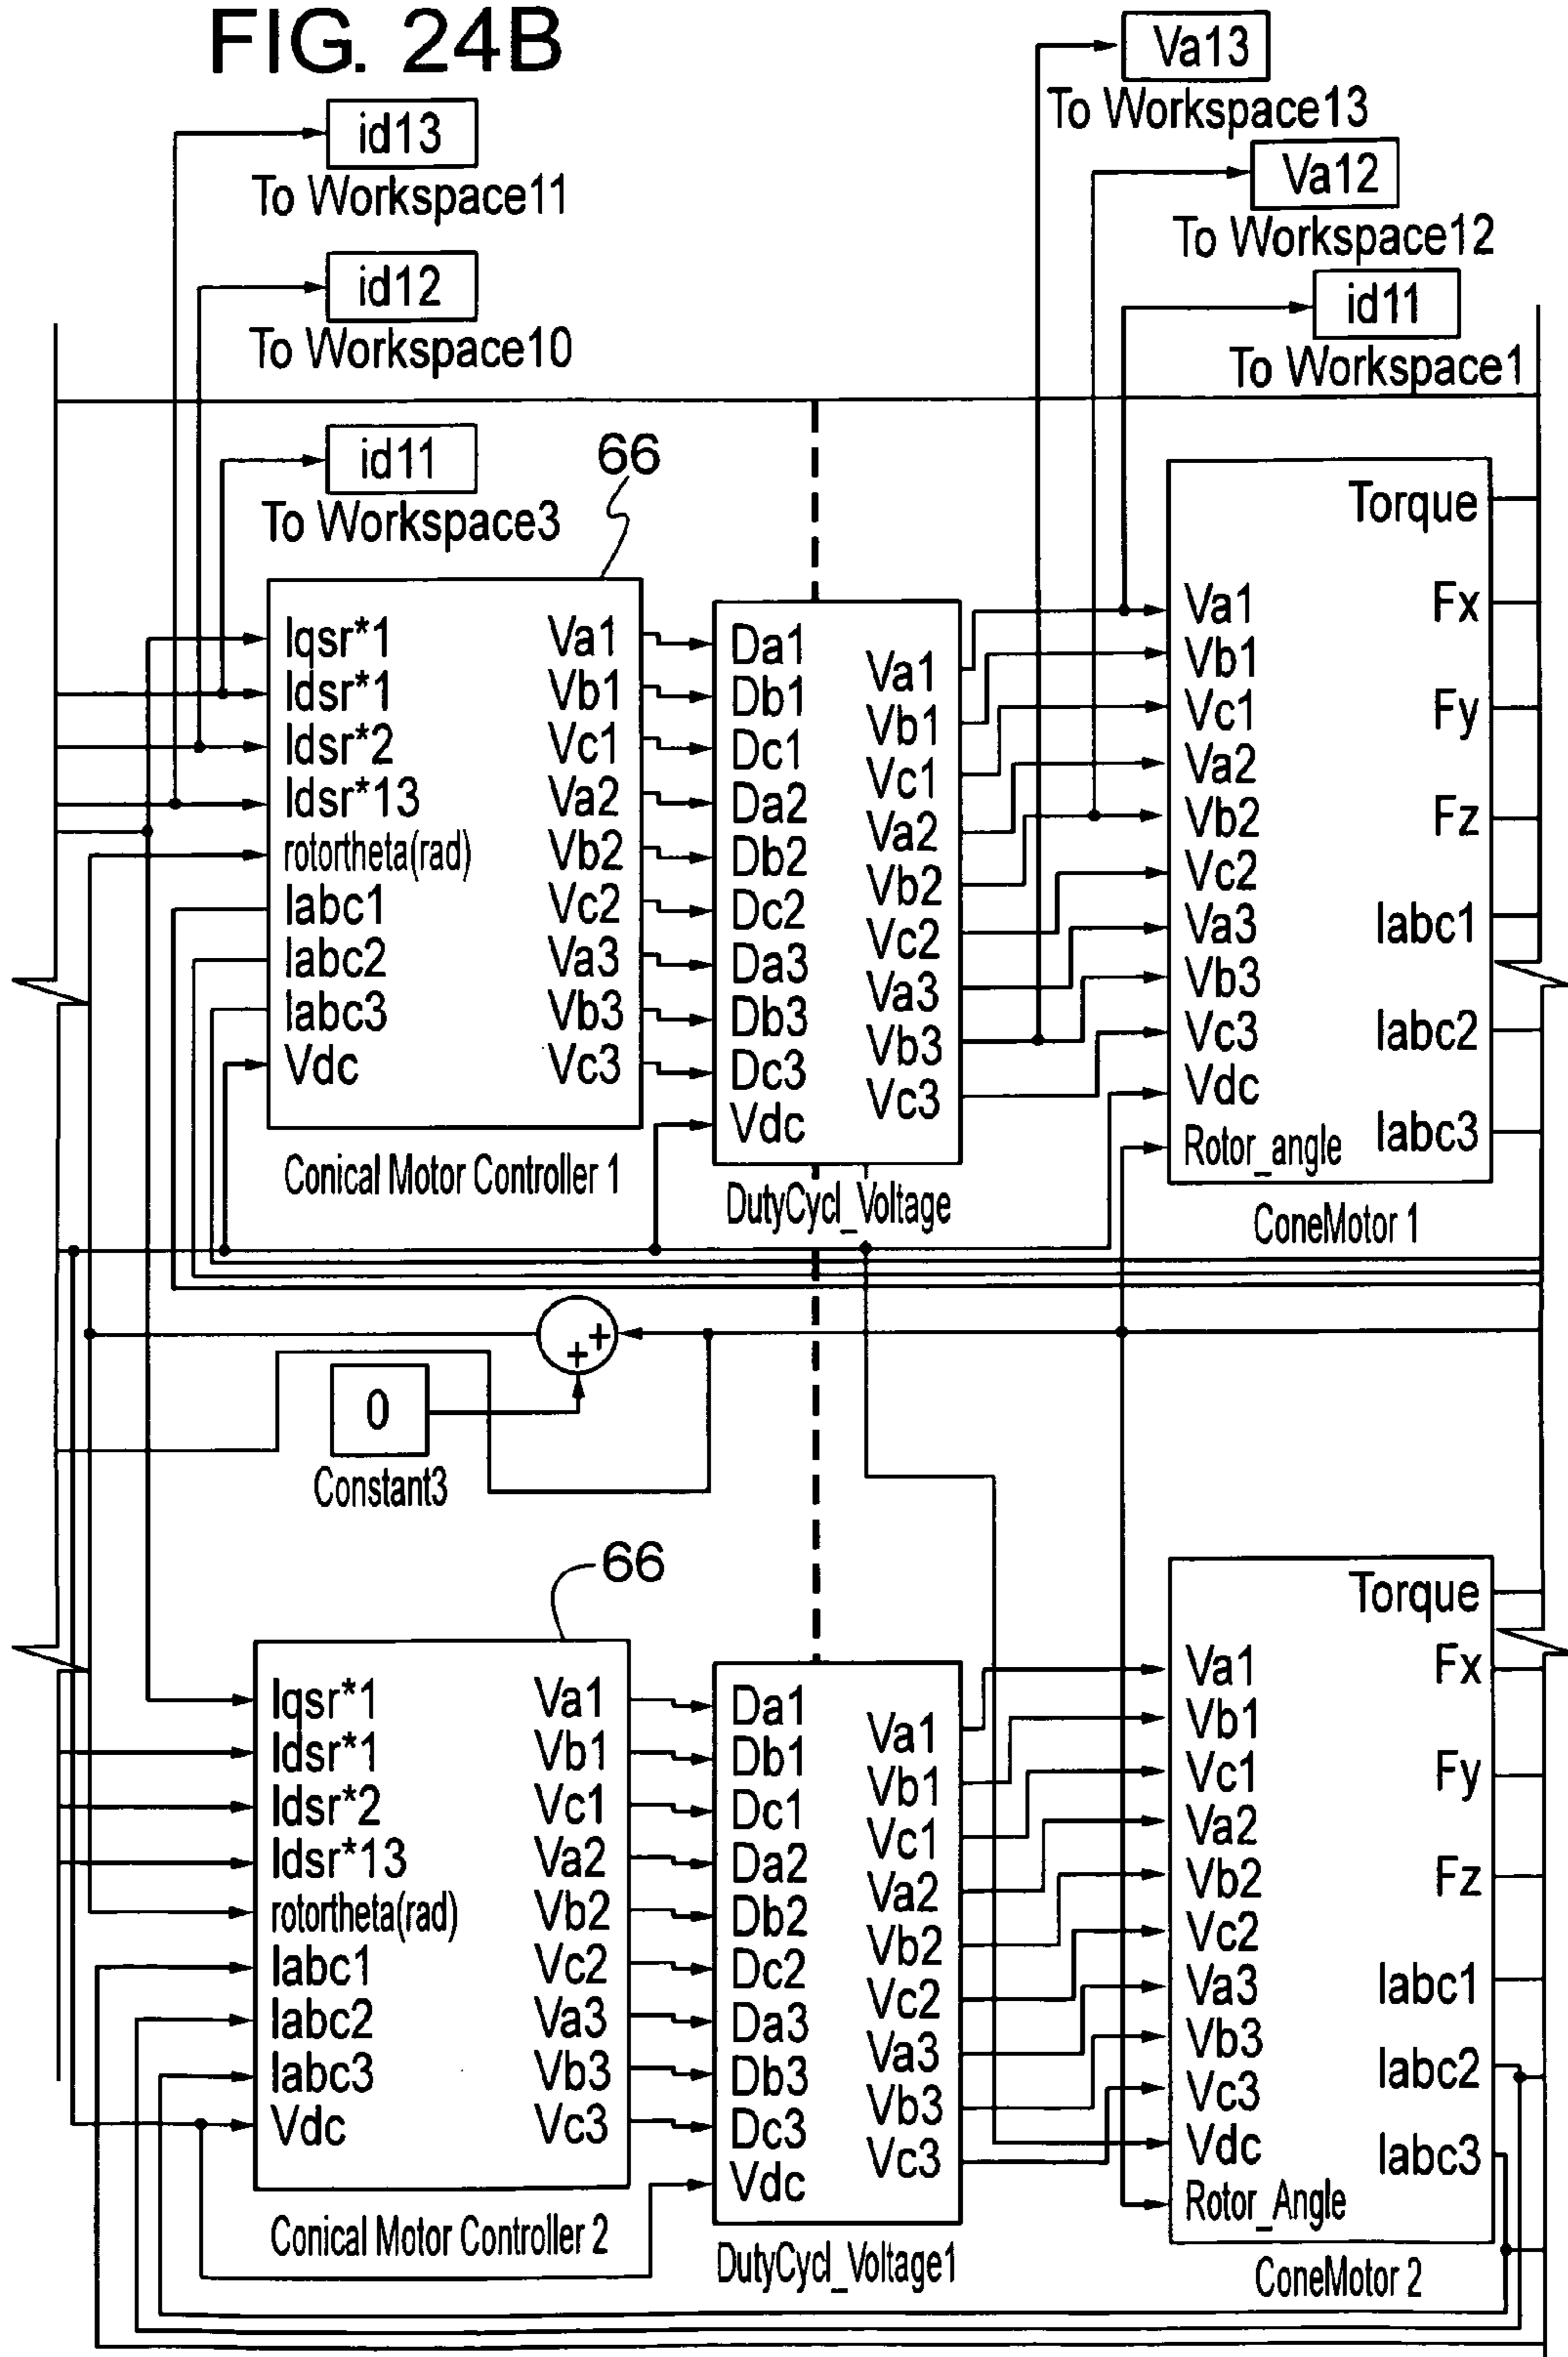 FIG. 24B
Va13
To Workspace13
id13
To Workspace11
Va12
To Workspace12
id12
To Workspace10
id11
To Workspace1
id11
To Workspace3
66
Iqsr*1
Idsr*1
Idsr*2
Idsr*13
rotortheta(rad)
Iabc1
Iabc2
Iabc3
Vdc
Va1
Vb1
Vc1
Va2
Vb2
Vc2
Va3
Vb3
Vc3
Conical Motor Controller 1
Da1
Db1
Dc1
Da2
Db2
Dc2
Da3
Db3
Dc3
Vdc
Va1
Vb1
Vc1
Va2
Vb2
Vc2
Va3
Vb3
Vc3
DutyCycl_Voltage
Va1
Vb1
Vc1
Va2
Vb2
Vc2
Va3
Vb3
Vc3
Vdc
Rotor_angle
Torque
Fx
Fy
Fz
Iabc1
Iabc2
Iabc3
ConeMotor 1
+
+
0
Constant3
66
Iqsr*1
Idsr*1
Idsr*2
Idsr*13
rotortheta(rad)
Iabc1
Iabc2
Iabc3
Vdc
Va1
Vb1
Vc1
Va2
Vb2
Vc2
Va3
Vb3
Vc3
Conical Motor Controller 2
Da1
Db1
Dc1
Da2
Db2
Dc2
Da3
Db3
Dc3
Vdc
Va1
Vb1
Vc1
Va2
Vb2
Vc2
Va3
Vb3
Vc3
DutyCycl_Voltage1
Va1
Vb1
Vc1
Va2
Vb2
Vc2
Va3
Vb3
Vc3
Vdc
Rotor_Angle
Torque
Fx
Fy
Fz
Iabc1
Iabc2
Iabc3
ConeMotor 2